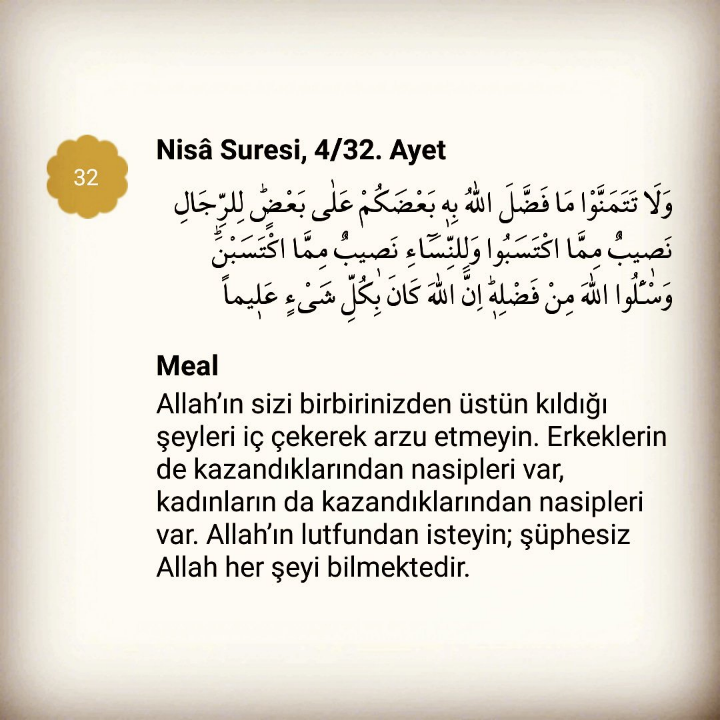 32
Nisâ Suresi, 4/32. Ayet
وَلَا تَتَمَنَّوْا مَا فَضَّلَ اللّٰهُ بِه۪ بَعْضَكُمْ عَلٰى بَعْضٍۜ لِلرِّجَالِ
نَص۪يبٌ مِمَّا اكْتَسَبُوا وَلِلنِّسَٓاءِ نَص۪يبٌ مِمَّا اكْتَسَبْنَۜ
وَسْـَٔلُوا اللّٰهَ مِنْ فَضْلِه۪ۜ اِنَّ اللّٰهَ كَانَ بِكُلِّ شَيْءٍ عَل۪يماً
Meal
Allah’ın sizi birbirinizden üstün kıldığı
şeyleri iç çekerek arzu etmeyin. Erkeklerin
de kazandıklarından nasipleri var,
kadınların da kazandıklarından nasipleri
var. Allah’ın lutfundan isteyin; şüphesiz
Allah her şeyi bilmektedir.